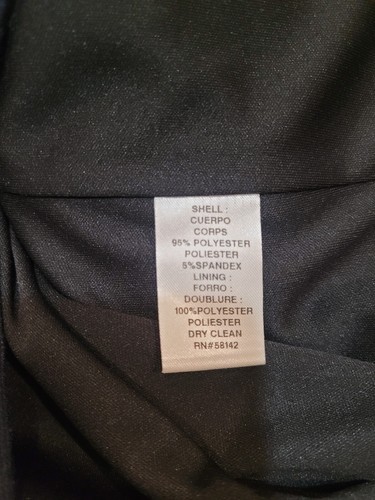 SHELL :
CUERPO
CORPS
95% POLYESTER
POLIESTER
5%SPANDEX
LINING :
FORRO :
DOUBLURE :
100%POLYESTER
POLIESTER
DRY CLEAN
RN#58142